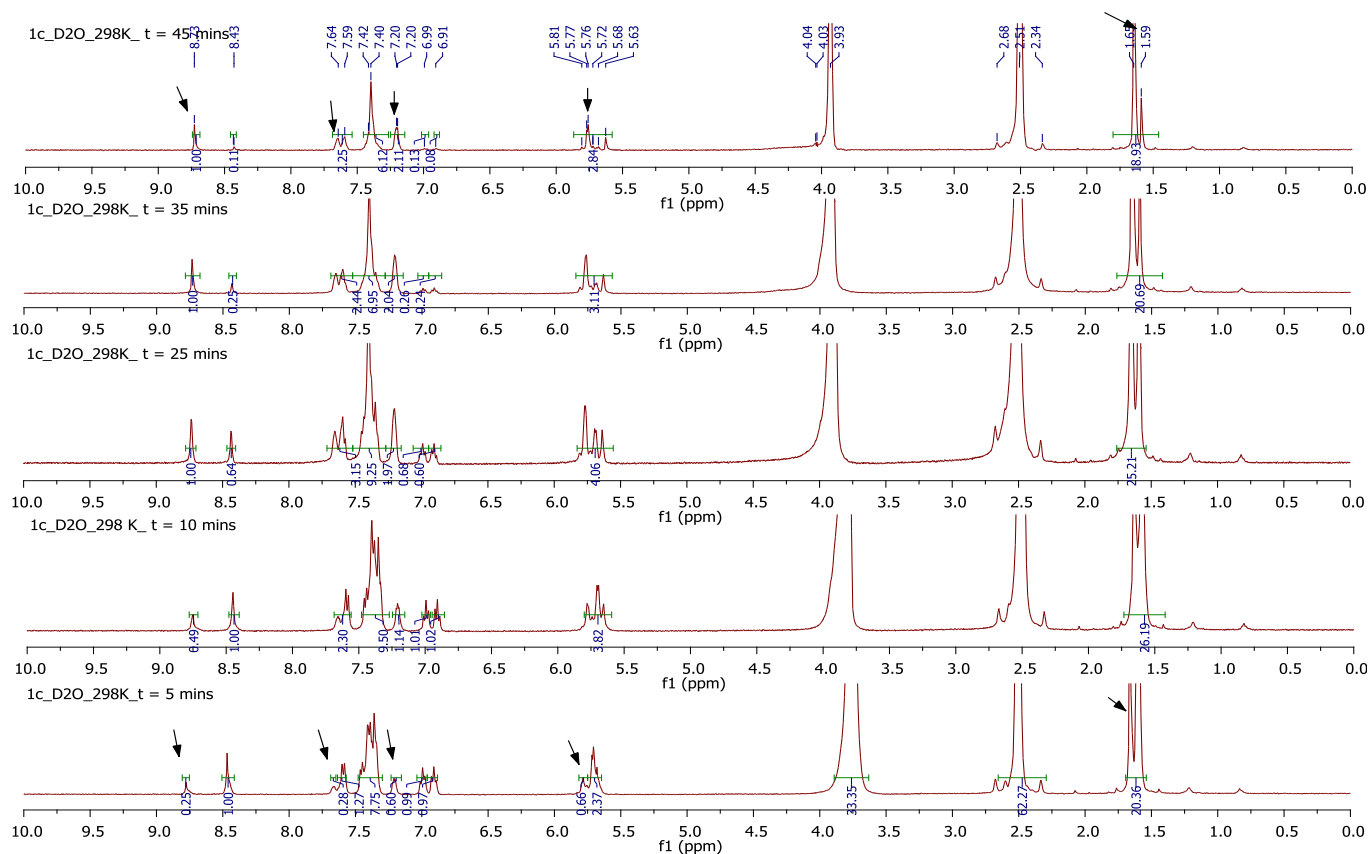 8.73 8.43 7.64 7.59 7.42 7.40 7.20 7.20 6.99 6.91 5.81 5.77 5.76 5.72 5.68 5.63 4.04 4.03 3.93 2.68 2.51 2.34 1.65 1.59
1c_D2O_298K_ t = 45 mins
1.00 0.11 2.25 6.12 2.11 0.13 0.08 2.84 18.93
10.0 9.5 9.0 8.5 8.0 7.5 7.0 6.5 6.0 5.5 5.0 4.5 4.0 3.5 3.0 2.5 2.0 1.5 1.0 0.5 0.0
f1 (ppm)
1c_D2O_298K_ t = 35 mins
1.00 0.25 2.44 6.95 2.04 0.26 0.24 3.11 20.69
10.0 9.5 9.0 8.5 8.0 7.5 7.0 6.5 6.0 5.5 5.0 4.5 4.0 3.5 3.0 2.5 2.0 1.5 1.0 0.5 0.0
f1 (ppm)
1c_D2O_298K_ t = 25 mins
1.00 0.64 3.15 9.25 1.97 0.68 0.60 4.06 25.21
10.0 9.5 9.0 8.5 8.0 7.5 7.0 6.5 6.0 5.5 5.0 4.5 4.0 3.5 3.0 2.5 2.0 1.5 1.0 0.5 0.0
f1 (ppm)
1c_D2O_298 K_ t = 10 mins
0.49 1.00 2.30 1.14 1.01 1.02 3.82 26.19
10.0 9.5 9.0 8.5 8.0 7.5 7.0 6.5 6.0 5.5 5.0 4.5 4.0 3.5 3.0 2.5 2.0 1.5 1.0 0.5 0.0
f1 (ppm)
1c_D2O_298K_t = 5 mins
0.25 1.00 0.28 0.60 0.99 0.97 0.66 2.37 33.35 62.27 20.36
10.0 9.5 9.0 8.5 8.0 7.5 7.0 6.5 6.0 5.5 5.0 4.5 4.0 3.5 3.0 2.5 2.0 1.5 1.0 0.5 0.0
f1 (ppm)